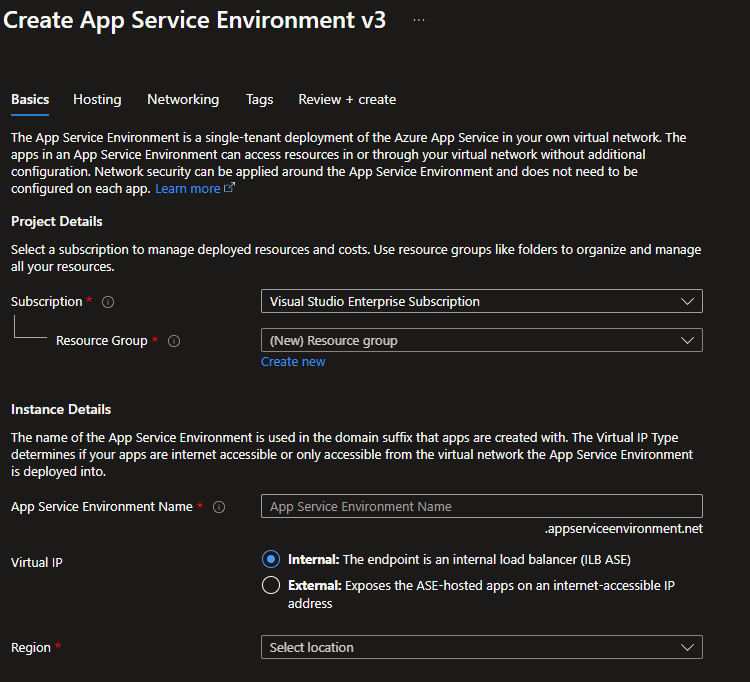 Create App Service Environment v3 ...
Basics Hosting Networking Tags Review + create
The App Service Environment is a single-tenant deployment of the Azure App Service in your own virtual network. The
apps in an App Service Environment can access resources in or through your virtual network without additional
configuration. Network security can be applied around the App Service Environment and does not need to be
configured on each app. Learn more
Project Details
Select a subscription to manage deployed resources and costs. Use resource groups like folders to organize and manage
all your resources.
Subscription * Visual Studio Enterprise Subscription
Resource Group * (New) Resource group
Create new
Instance Details
The name of the App Service Environment is used in the domain suffix that apps are created with. The Virtual IP Type
determines if your apps are internet accessible or only accessible from the virtual network the App Service Environment
is deployed into.
App Service Environment Name * App Service Environment Name
.appserviceenvironment.net
Virtual IP Internal: The endpoint is an internal load balancer (ILB ASE)
External: Exposes the ASE-hosted apps on an internet-accessible IP
address
Region * Select location